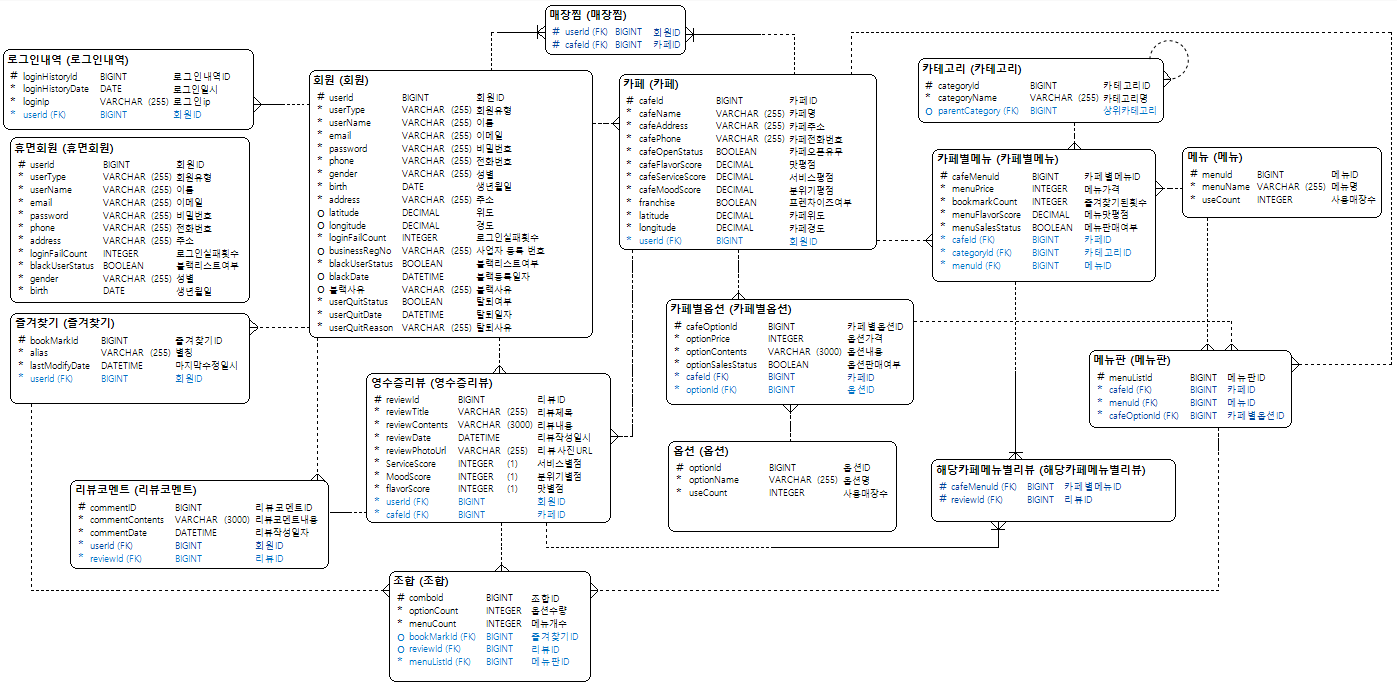 매장찜 (매장찜)
# userId (FK) BIGINT 회원ID
# cafeId (FK) BIGINT 카페ID
로그인내역 (로그인내역)
# loginHistoryId BIGINT 로그인내역ID
* loginHistoryDate DATE 로그인일시
* loginIp VARCHAR (255) 로그인Ip
* userId (FK) BIGINT 회원ID
휴면회원 (휴면회원)
# userId BIGINT 회원ID
* userType VARCHAR (255) 회원유형
* userName VARCHAR (255) 이름
* email VARCHAR (255) 이메일
* password VARCHAR (255) 비밀번호
* phone VARCHAR (255) 전화번호
* address VARCHAR (255) 주소
* loginFailCount INTEGER 로그인실패횟수
* blackUserStatus BOOLEAN 블랙리스트여부
* gender VARCHAR (255) 성별
* birth DATE 생년월일
즐겨찾기 (즐겨찾기)
# bookMarkId BIGINT 즐겨찾기ID
* alias VARCHAR (255) 별칭
* lastModifyDate DATETIME 마지막수정일시
* userId (FK) BIGINT 회원ID
회원 (회원)
# userId BIGINT 회원ID
* userType VARCHAR (255) 회원유형
* userName VARCHAR (255) 이름
* email VARCHAR (255) 이메일
* password VARCHAR (255) 비밀번호
* phone VARCHAR (255) 전화번호
* gender VARCHAR (255) 성별
* birth DATE 생년월일
* address VARCHAR (255) 주소
O latitude DECIMAL 위도
O longitude DECIMAL 경도
* loginFailCount INTEGER 로그인실패횟수
O businessRegNo VARCHAR (255) 사업자 등록 번호
* blackUserStatus BOOLEAN 블랙리스트여부
O blackDate DATETIME 블랙등록일자
O 블랙사유 VARCHAR (255) 블랙사유
* userQuitStatus BOOLEAN 탈퇴여부
* userQuitDate DATETIME 탈퇴일자
* userQuitReason VARCHAR (255) 탈퇴사유
카페 (카페)
# cafeId BIGINT 카페ID
* cafeName VARCHAR (255) 카페명
* cafeAddress VARCHAR (255) 카페주소
* cafePhone VARCHAR (255) 카페전화번호
* cafeOpenStatus BOOLEAN 카페오픈유무
* cafeFlavorScore DECIMAL 맛평점
* cafeServiceScore DECIMAL 서비스평점
* cafeMoodScore DECIMAL 분위기평점
* franchise BOOLEAN 프렌차이즈여부
* latitude DECIMAL 카페위도
* longitude DECIMAL 카페경도
* userId (FK) BIGINT 회원ID
카테고리 (카테고리)
# categoryId BIGINT 카테고리ID
* categoryName VARCHAR (255) 카테고리명
O parentCategory (FK) BIGINT 상위카테고리
카페별메뉴 (카페별메뉴)
# cafeMenuId BIGINT 카페별메뉴ID
* menuPrice INTEGER 메뉴가격
* bookmarkCount INTEGER 즐겨찾기된횟수
* menuFlavorScore DECIMAL 메뉴맛평점
* menuSalesStatus BOOLEAN 메뉴판매여부
* cafeId (FK) BIGINT 카페ID
* categoryId (FK) BIGINT 카테고리ID
* menuId (FK) BIGINT 메뉴ID
메뉴 (메뉴)
# menuId BIGINT 메뉴ID
* menuName VARCHAR (255) 메뉴명
* useCount INTEGER 사용매장수
카페별옵션 (카페별옵션)
# cafeOptionId BIGINT 카페별옵션ID
* optionPrice INTEGER 옵션가격
* optionContents VARCHAR (3000) 옵션내용
* optionSalesStatus BOOLEAN 옵션판매여부
* cafeId (FK) BIGINT 카페ID
* optionId (FK) BIGINT 옵션ID
메뉴판 (메뉴판)
# menuListId BIGINT 메뉴판ID
* cafeId (FK) BIGINT 카페ID
* menuId (FK) BIGINT 메뉴ID
* cafeOptionId (FK) BIGINT 카페별옵션ID
영수증리뷰 (영수증리뷰)
# reviewId BIGINT 리뷰ID
* reviewTitle VARCHAR (255) 리뷰제목
* reviewContents VARCHAR (3000) 리뷰내용
* reviewDate DATETIME 리뷰작성일시
* reviewPhotoUrl VARCHAR (255) 리뷰사진URL
* ServiceScore INTEGER (1) 서비스별점
* MoodScore INTEGER (1) 분위기별점
* flavorScore INTEGER (1) 맛별점
* userId (FK) BIGINT 회원ID
* cafeId (FK) BIGINT 카페ID
옵션 (옵션)
# optionId BIGINT 옵션ID
* optionName VARCHAR (255) 옵션명
* useCount INTEGER 사용매장수
해당카페메뉴별리뷰 (해당카페메뉴별리뷰)
# cafeMenuId (FK) BIGINT 카페별메뉴ID
# reviewId (FK) BIGINT 리뷰ID
리뷰코멘트 (리뷰코멘트)
# commentID BIGINT 리뷰코멘트ID
* commentContents VARCHAR (3000) 리뷰코멘트내용
* commentDate DATETIME 리뷰작성일자
* userId (FK) BIGINT 회원ID
* reviewId (FK) BIGINT 리뷰ID
조합 (조합)
# comboId BIGINT 조합ID
* optionCount INTEGER 옵션수량
* menuCount INTEGER 메뉴개수
O bookMarkId (FK) BIGINT 즐겨찾기ID
O reviewId (FK) BIGINT 리뷰ID
* menuListId (FK) BIGINT 메뉴판ID